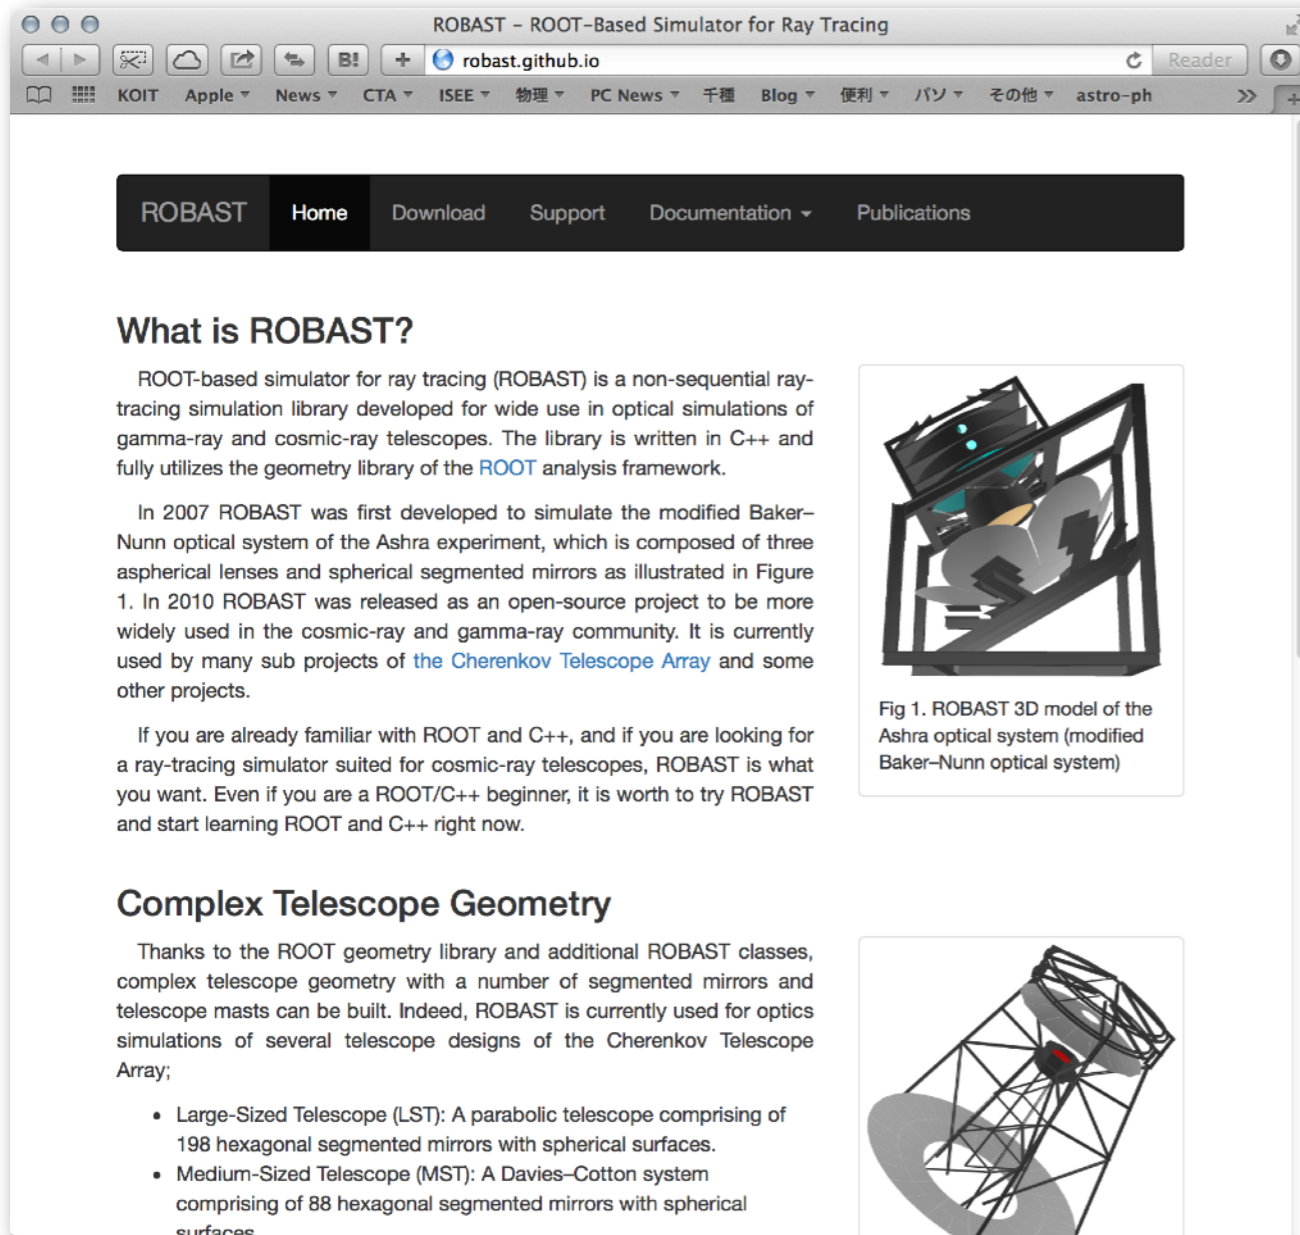 ROBAST – ROOT-Based Simulator for Ray Tracing
B! + robast.github.io Reader
KOIT Apple News CTA ISEE 物理 PC News 千種 Blog 便利 パソ その他 astro-ph >> +
ROBAST Home Download Support Documentation Publications
What is ROBAST?
ROOT-based simulator for ray tracing (ROBAST) is a non-sequential ray-
tracing simulation library developed for wide use in optical simulations of
gamma-ray and cosmic-ray telescopes. The library is written in C++ and
fully utilizes the geometry library of the ROOT analysis framework.
In 2007 ROBAST was first developed to simulate the modified Baker–
Nunn optical system of the Ashra experiment, which is composed of three
aspherical lenses and spherical segmented mirrors as illustrated in Figure
1. In 2010 ROBAST was released as an open-source project to be more
widely used in the cosmic-ray and gamma-ray community. It is currently
used by many sub projects of the Cherenkov Telescope Array and some
other projects.
If you are already familiar with ROOT and C++, and if you are looking for
a ray-tracing simulator suited for cosmic-ray telescopes, ROBAST is what
you want. Even if you are a ROOT/C++ beginner, it is worth to try ROBAST
and start learning ROOT and C++ right now.
Fig 1. ROBAST 3D model of the
Ashra optical system (modified
Baker–Nunn optical system)
Complex Telescope Geometry
Thanks to the ROOT geometry library and additional ROBAST classes,
complex telescope geometry with a number of segmented mirrors and
telescope masts can be built. Indeed, ROBAST is currently used for optics
simulations of several telescope designs of the Cherenkov Telescope
Array;
• Large-Sized Telescope (LST): A parabolic telescope comprising of
198 hexagonal segmented mirrors with spherical surfaces.
• Medium-Sized Telescope (MST): A Davies–Cotton system
comprising of 88 hexagonal segmented mirrors with spherical
surfaces